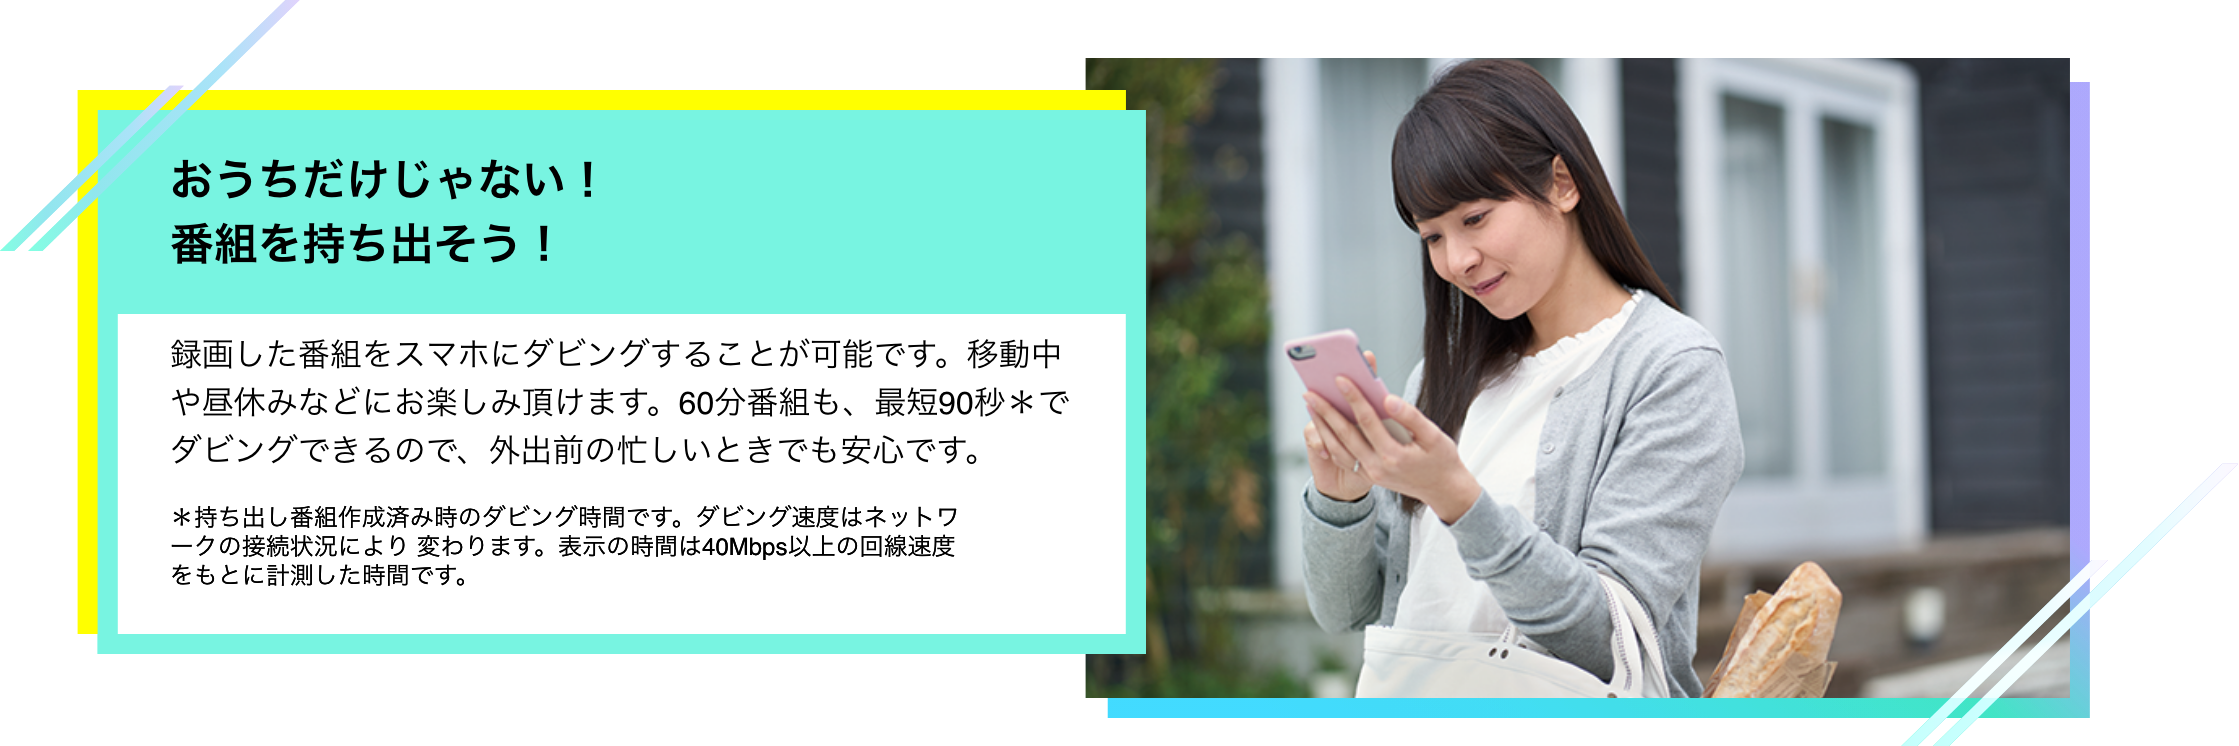 おうちだけじゃない！
番組を持ち出そう！
録画した番組をスマホにダビングすることが可能です。移動中
や昼休みなどにお楽しみ頂けます。60分番組も、最短90秒＊で
ダビングできるので、外出前の忙しいときでも安心です。
＊持ち出し番組作成済み時のダビング時間です。ダビング速度はネットワ
ークの接続状況により 変わります。表示の時間は40Mbps以上の回線速度
をもとに計測した時間です。